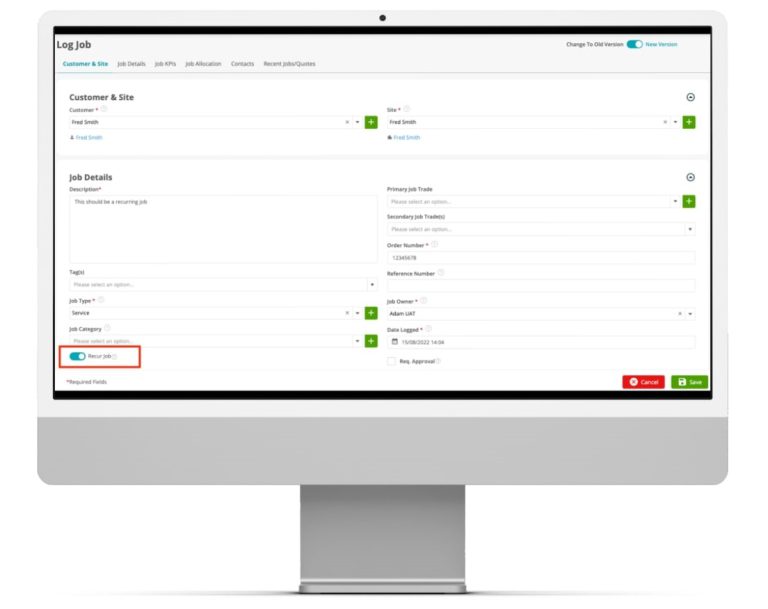 Log Job
Change To Old Version New Version
Customer & Site Job Details Job KPIs Job Allocation Contacts Recent Jobs/Quotes
Customer & Site
Customer * Site *
Fred Smith Fred Smith
Fred Smith Fred Smith
Job Details
Description* Primary Job Trade
This should be a recurring job Please select an option...
Secondary Job Trade(s)
Please select an option...
Order Number *
12345678
Tag(s) Reference Number
Please select an option...
Job Type * Job Owner *
Service Adam UAT
Job Category Date Logged *
Please select an option... 15/08/2022 14:04
Recur Job Req. Approval
*Required Fields Cancel Save